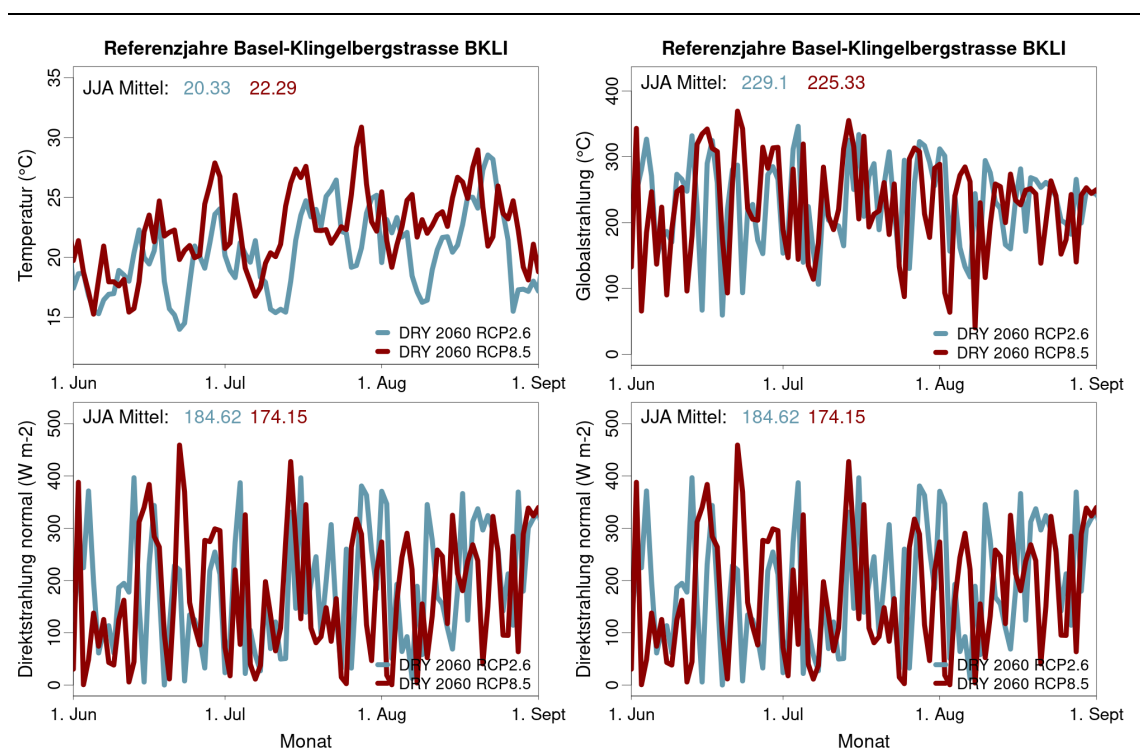 Referenzjahre Basel-Klingelbergstrasse BKLI
JJA Mittel: 20.33 22.29
Temperatur (°C)
35
30
25
20
15
DRY 2060 RCP2.6
DRY 2060 RCP8.5
1. Jun 1. Jul 1. Aug 1. Sept
Referenzjahre Basel-Klingelbergstrasse BKLI
JJA Mittel: 229.1 225.33
Globalstrahlung (°C)
400
300
200
100
0
DRY 2060 RCP2.6
DRY 2060 RCP8.5
1. Jun 1. Jul 1. Aug 1. Sept
JJA Mittel: 184.62 174.15
Direktstrahlung normal (W m-2)
500
400
300
200
100
0
DRY 2060 RCP2.6
DRY 2060 RCP8.5
1. Jun 1. Jul 1. Aug 1. Sept
Monat
JJA Mittel: 184.62 174.15
Direktstrahlung normal (W m-2)
500
400
300
200
100
0
DRY 2060 RCP2.6
DRY 2060 RCP8.5
1. Jun 1. Jul 1. Aug 1. Sept
Monat